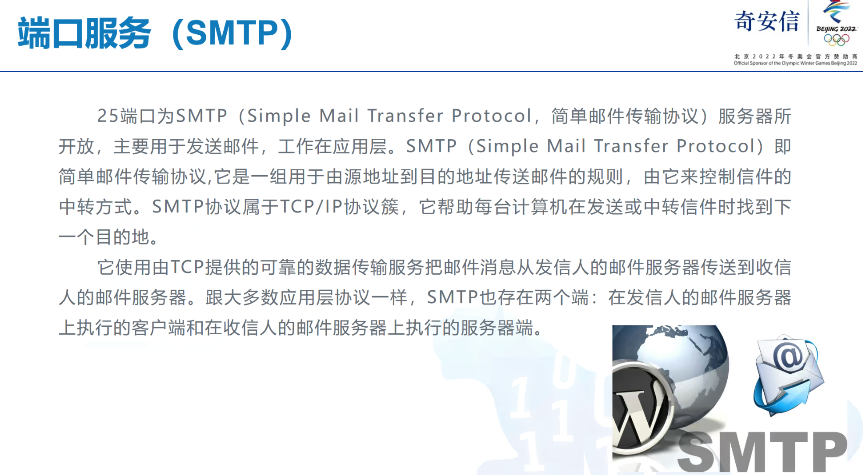 端口服务（SMTP）
奇安信
BEIJING 2022
北京2022年冬奥会官方赞助商
Official Sponsor of the Olympic Winter Games Beijing 2022
25端口为SMTP（Simple Mail Transfer Protocol，简单邮件传输协议）服务器所
开放，主要用于发送邮件，工作在应用层。SMTP（Simple Mail Transfer Protocol）即
简单邮件传输协议,它是一组用于由源地址到目的地址传送邮件的规则，由它来控制信件的
中转方式。SMTP协议属于TCP/IP协议簇，它帮助每台计算机在发送或中转信件时找到下
一个目的地。
它使用由TCP提供的可靠的数据传输服务把邮件消息从发信人的邮件服务器传送到收信
人的邮件服务器。跟大多数应用层协议一样，SMTP也存在两个端：在发信人的邮件服务器
上执行的客户端和在收信人的邮件服务器上执行的服务器端。
@
W
SMTP